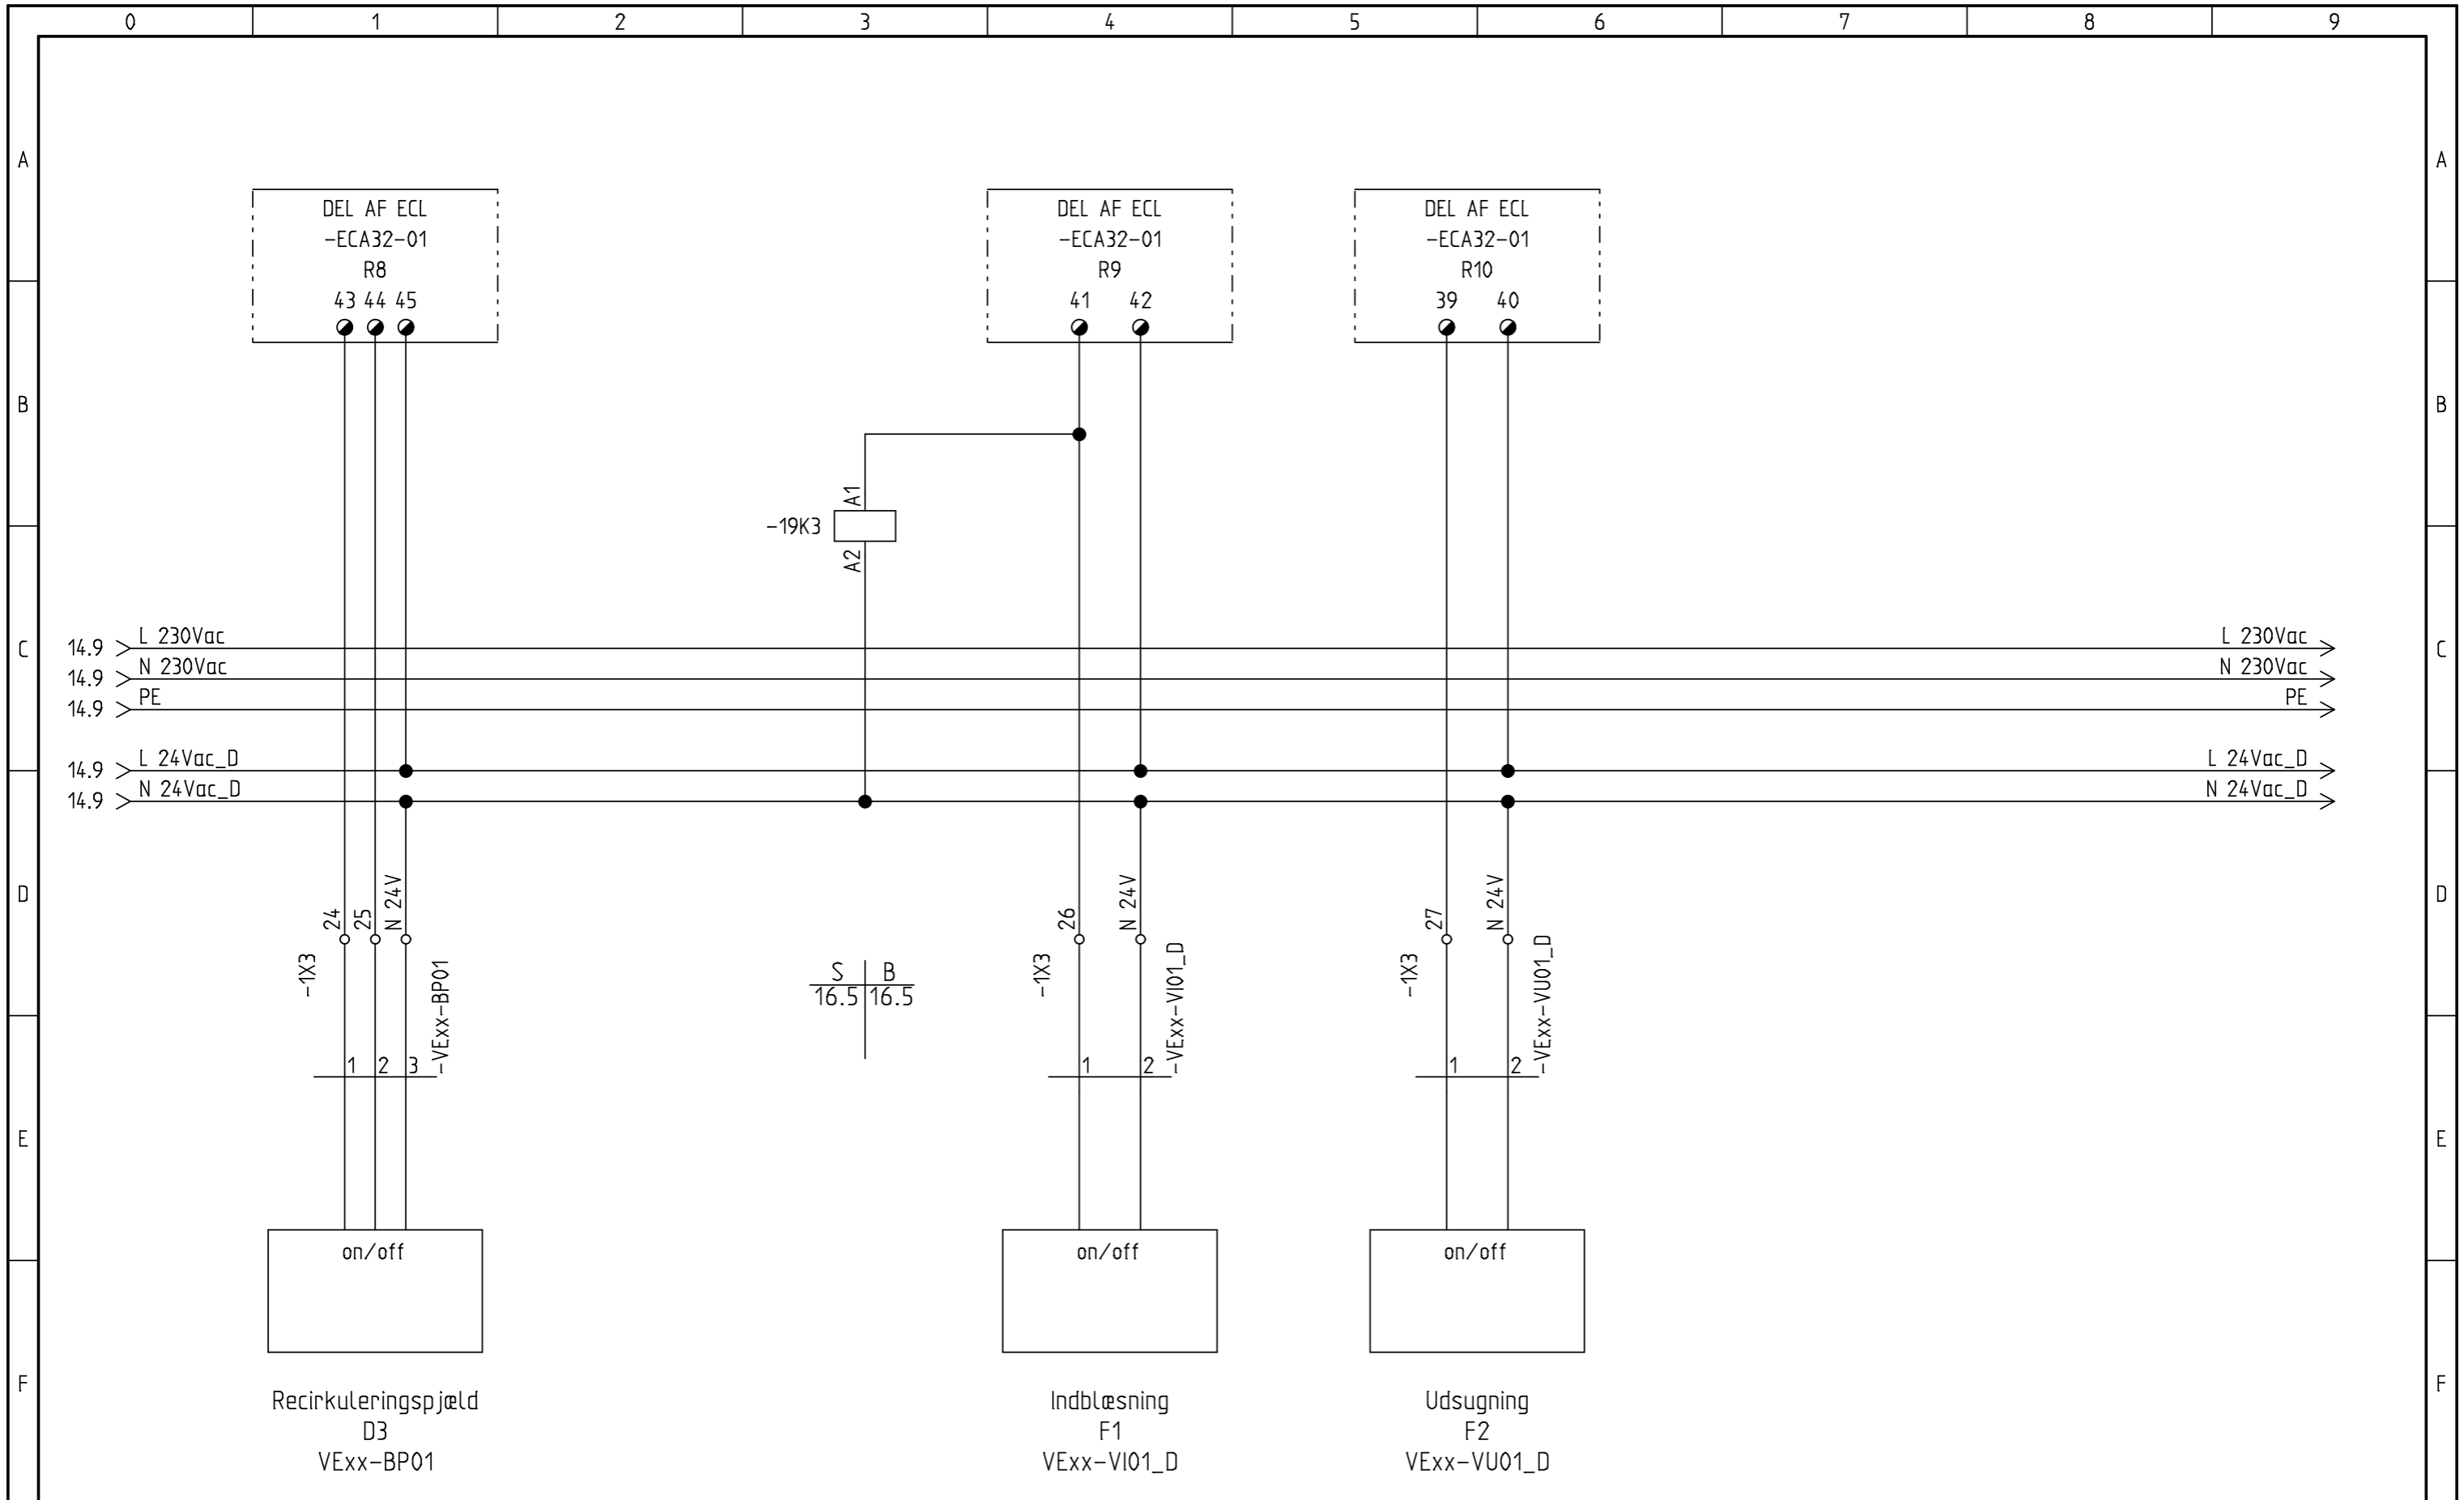 0 1 2 3 4 5 6 7 8 9
A A
DEL AF ECL
-ECA32-01
R8
43 44 45
DEL AF ECL
-ECA32-01
R9
41 42
DEL AF ECL
-ECA32-01
R10
39 40
B B
A1
-19K3
A2
C C
14.9 L 230Vac L 230Vac
14.9 N 230Vac N 230Vac
14.9 PE PE
14.9 L 24Vac_D L 24Vac_D
14.9 N 24Vac_D N 24Vac_D
D D
24 25 N 24V
-1X3
-VExx-BP01
1 2 3
S B
16.5 16.5
26 N 24V
-1X3
-VExx-VI01_D
1 2
27 N 24V
-1X3
-VExx-VU01_D
1 2
E E
on/off
on/off
on/off
F F
Recirkuleringspjæld
D3
VExx-BP01
Indblæsning
F1
VExx-VI01_D
Udsugning
F2
VExx-VU01_D